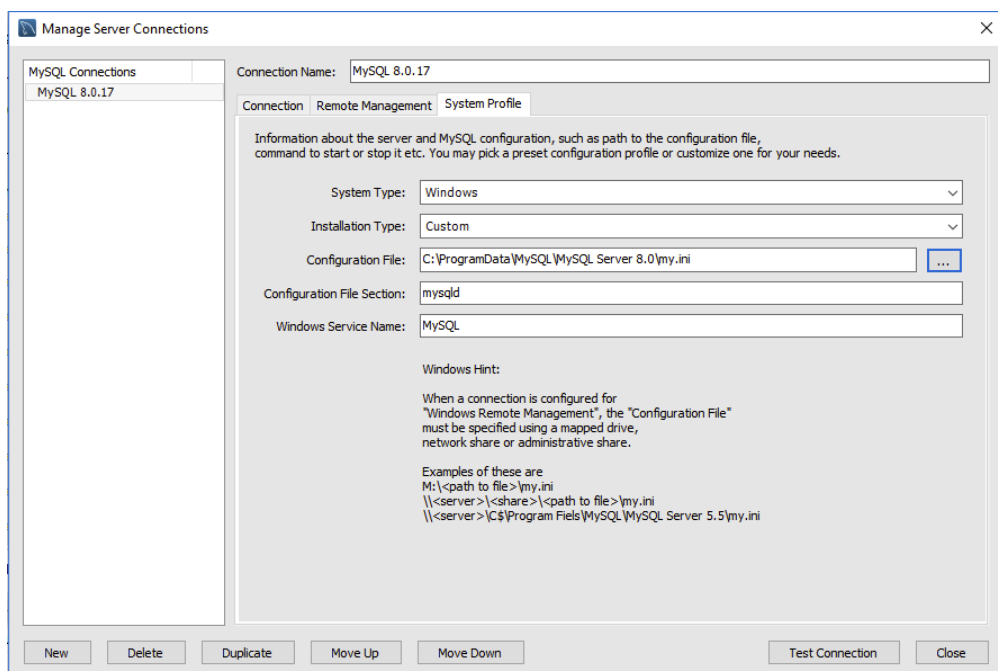 Manage Server Connections
MySQL Connections
MySQL 8.0.17
Connection Name: MySQL 8.0.17
Connection Remote Management System Profile
Information about the server and MySQL configuration, such as path to the configuration file,
command to start or stop it etc. You may pick a preset configuration profile or customize one for your needs.
System Type: Windows
Installation Type: Custom
Configuration File: C:\ProgramData\MySQL\MySQL Server 8.0\my.ini ...
Configuration File Section: mysqld
Windows Service Name: MySQL
Windows Hint:
When a connection is configured for
"Windows Remote Management", the "Configuration File"
must be specified using a mapped drive,
network share or administrative share.
Examples of these are
M:\<path to file>\my.ini
\\<server>\<share>\<path to file>\my.ini
\\<server>\C$\Program Fiels\MySQL\MySQL Server 5.5\my.ini
New Delete Duplicate Move Up Move Down Test Connection Close